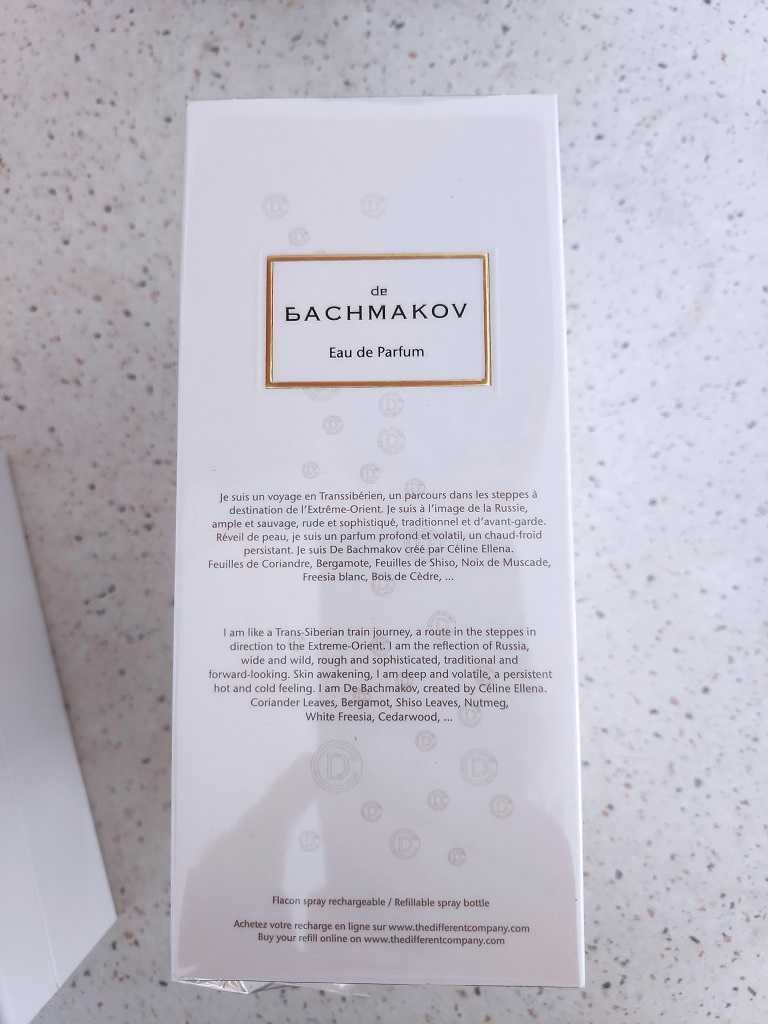 de
BACHMAKOV
Eau de Parfum
Je suis un voyage en Transsibérien, un parcours dans les steppes à
destination de l'Extrême-Orient. Je suis à l'image de la Russie,
ample et sauvage, rude et sophistiqué, traditionnel et d'avant-garde.
Réveil de peau, je suis un parfum profond et volatil, un chaud-froid
persistant. Je suis De Bachmakov créé par Céline Ellena.
Feuilles de Coriandre, Bergamote, Feuilles de Shiso, Noix de Muscade,
Freesia blanc, Bois de Cèdre, ...
I am like a Trans-Siberian train journey, a route in the steppes in
direction to the Extreme-Orient. I am the reflection of Russia,
wide and wild, rough and sophisticated, traditional and
forward-looking. Skin awakening, I am deep and volatile, a persistent
hot and cold feeling. I am De Bachmakov, created by Céline Ellena.
Coriander Leaves, Bergamot, Shiso Leaves, Nutmeg,
White Freesia, Cedarwood, ...
Flacon spray rechargeable / Refillable spray bottle
Achetez votre recharge en ligne sur www.thedifferentcompany.com
Buy your refill online on www.thedifferentcompany.com